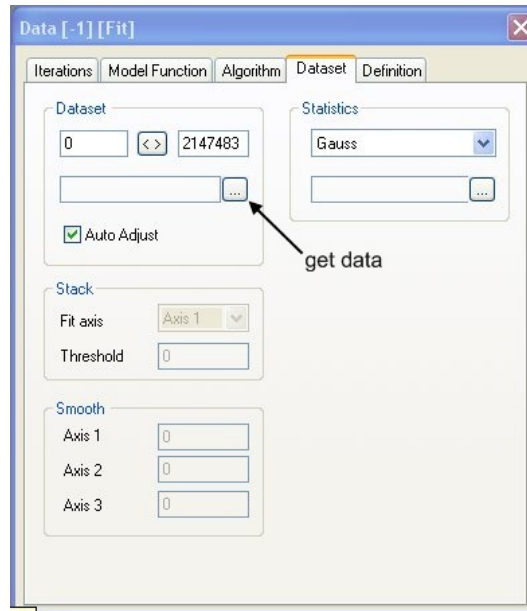 Data [-1] [Fit]
Iterations Model Function Algorithm Dataset Definition
Dataset
0 <> 2147483
...
Auto Adjust
Statistics
Gauss
...
get data
Stack
Fit axis Axis 1
Threshold 0
Smooth
Axis 1 0
Axis 2 0
Axis 3 0